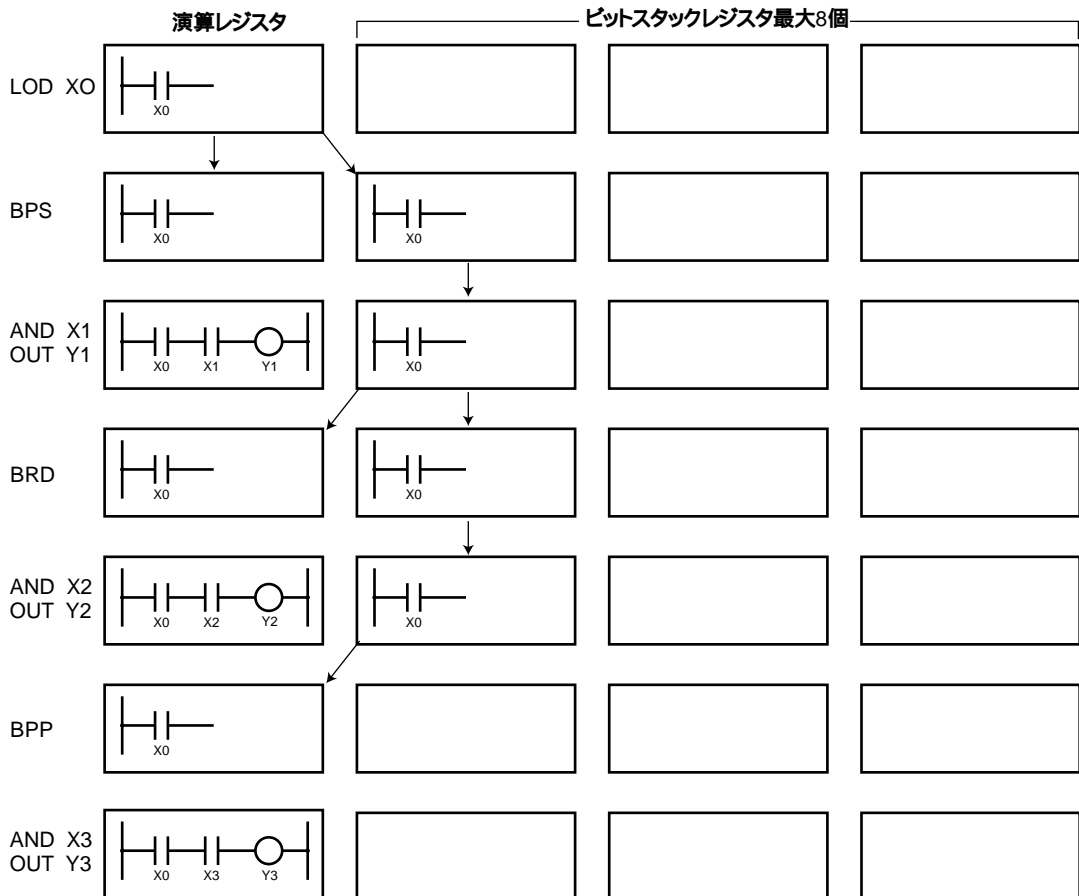 演算レジスタ
ビットスタックレジスタ最大8個
LOD XO
X0
BPS
X0
X0
AND X1
OUT Y1
X0 X1 Y1
X0
BRD
X0
X0
AND X2
OUT Y2
X0 X2 Y2
X0
BPP
X0
AND X3
OUT Y3
X0 X3 Y3